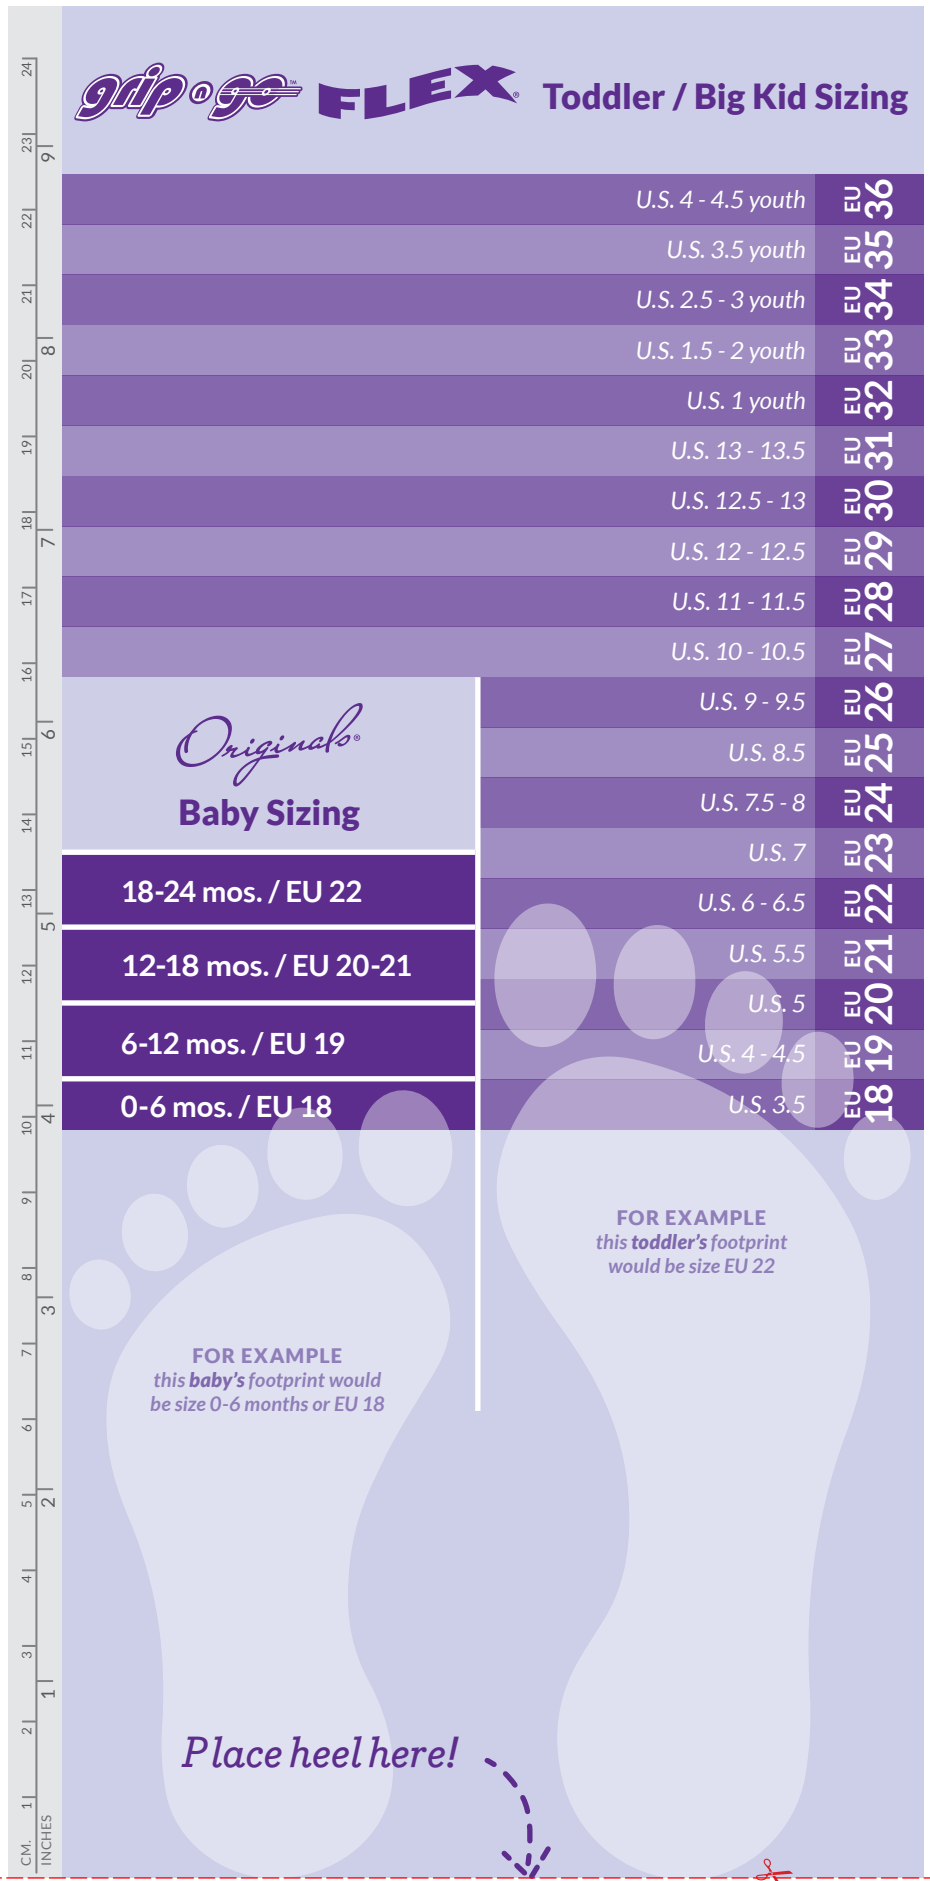 grip n go™ FLEX® Toddler / Big Kid Sizing
U.S. 4 - 4.5 youth EU 36
U.S. 3.5 youth EU 35
U.S. 2.5 - 3 youth EU 34
U.S. 1.5 - 2 youth EU 33
U.S. 1 youth EU 32
U.S. 13 - 13.5 EU 31
U.S. 12.5 - 13 EU 30
U.S. 12 - 12.5 EU 29
U.S. 11 - 11.5 EU 28
U.S. 10 - 10.5 EU 27
U.S. 9 - 9.5 EU 26
U.S. 8.5 EU 25
U.S. 7.5 - 8 EU 24
U.S. 7 EU 23
U.S. 6 - 6.5 EU 22
U.S. 5.5 EU 21
U.S. 5 EU 20
U.S. 4 - 4.5 EU 19
U.S. 3.5 EU 18
Originals®
Baby Sizing
18-24 mos. / EU 22
12-18 mos. / EU 20-21
6-12 mos. / EU 19
0-6 mos. / EU 18
FOR EXAMPLE
this toddler's footprint
would be size EU 22
FOR EXAMPLE
this baby's footprint would
be size 0-6 months or EU 18
Place heel here!
CM. 1 2 3 4 5 6 7 8 9 10 11 12 13 14 15 16 17 18 19 20 21 22 23 24
INCHES 1 2 3 4 5 6 7 8 9